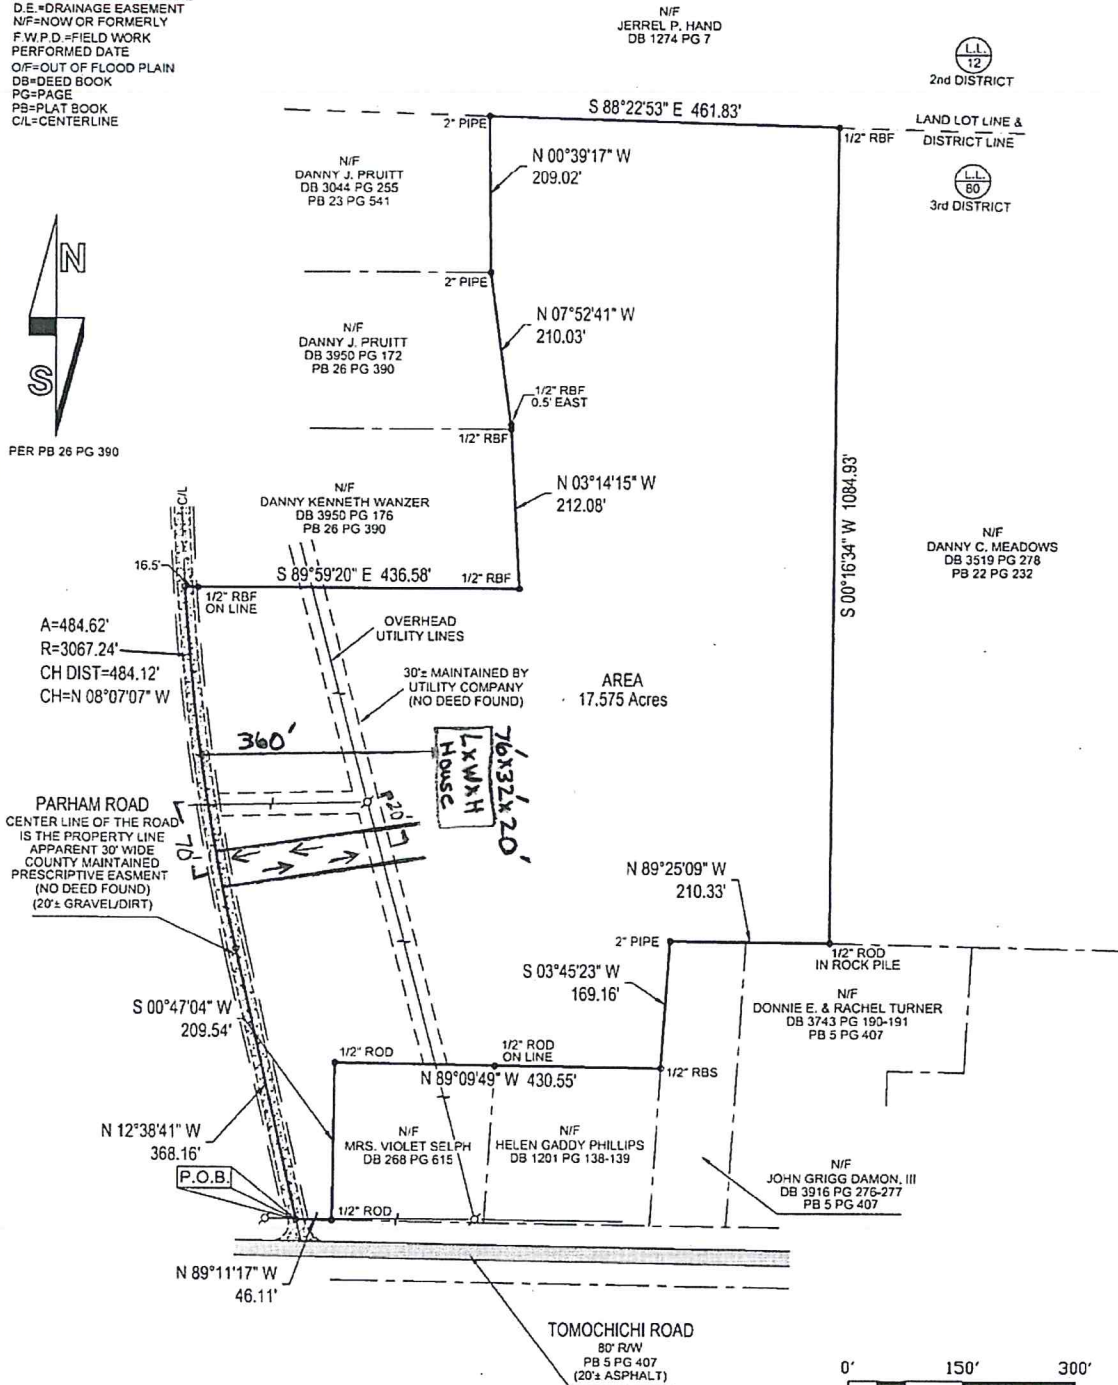 D.E.=DRAINAGE EASEMENT
N/F=NOW OR FORMERLY
F.W.P.D.=FIELD WORK
PERFORMED DATE
O/F=OUT OF FLOOD PLAIN
DB=DEED BOOK
PG=PAGE
PB=PLAT BOOK
C/L=CENTERLINE
N/F
JERREL P. HAND
DB 1274 PG 7
L.L.
12
2nd DISTRICT
S 88°22'53" E 461.83'
2" PIPE
1/2" RBF
LAND LOT LINE &
DISTRICT LINE
L.L.
80
3rd DISTRICT
N/F
DANNY J. PRUITT
DB 3044 PG 255
PB 23 PG 541
N 00°39'17" W
209.02'
N
S
PER PB 26 PG 390
2" PIPE
N/F
DANNY J. PRUITT
DB 3950 PG 172
PB 26 PG 390
N 07°52'41" W
210.03'
1/2" RBF
0.5' EAST
1/2" RBF
N/F
DANNY KENNETH WANZER
DB 3950 PG 176
PB 26 PG 390
N 03°14'15" W
212.08'
S 00°16'34" W 1084.93'
N/F
DANNY C. MEADOWS
DB 3519 PG 278
PB 22 PG 232
C/L
16.5'
S 89°59'20" E 436.58'
1/2" RBF
1/2" RBF
ON LINE
A=484.62'
R=3067.24'
CH DIST=484.12'
CH=N 08°07'07" W
OVERHEAD
UTILITY LINES
30'± MAINTAINED BY
UTILITY COMPANY
(NO DEED FOUND)
AREA
17.575 Acres
360'
76'x32'x20'
LxWxH
House
20'
70'
PARHAM ROAD
CENTER LINE OF THE ROAD
IS THE PROPERTY LINE
APPARENT 30' WIDE
COUNTY MAINTAINED
PRESCRIPTIVE EASMENT
(NO DEED FOUND)
(20'± GRAVEL/DIRT)
N 89°25'09" W
210.33'
2" PIPE
1/2" ROD
IN ROCK PILE
S 03°45'23" W
169.16'
N/F
DONNIE E. & RACHEL TURNER
DB 3743 PG 190-191
PB 5 PG 407
S 00°47'04" W
209.54'
1/2" ROD
1/2" ROD
ON LINE
N 89°09'49" W 430.55'
1/2" RBS
N 12°38'41" W
368.16'
N/F
MRS. VIOLET SELPH
DB 268 PG 615
N/F
HELEN GADDY PHILLIPS
DB 1201 PG 138-139
N/F
JOHN GRIGG DAMON, III
DB 3916 PG 276-277
PB 5 PG 407
P.O.B.
1/2" ROD
N 89°11'17" W
46.11'
TOMOCHICHI ROAD
80' R/W
PB 5 PG 407
(20'± ASPHALT)
0' 150' 300'